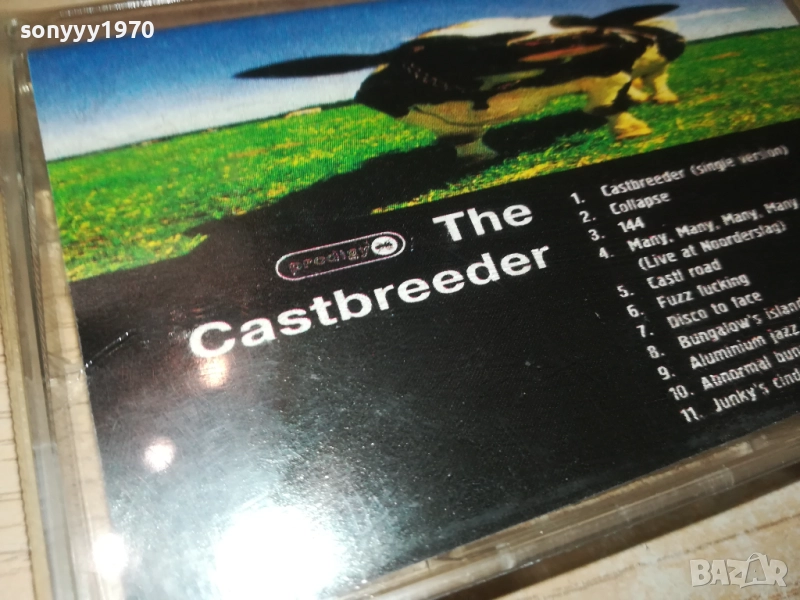 sonyyy1970
prodigy
The
Castbreeder
1. Castbreeder (single version)
2. Collapse
3. 144
4. Many, Many, Many, Many
(Live at Noorderslag)
5. Castl road
6. Fuzz fucking
7. Disco to face
8. Bungalow's island
9. Aluminium jazz
10. Abnormal
11. Junky's
BAZAR